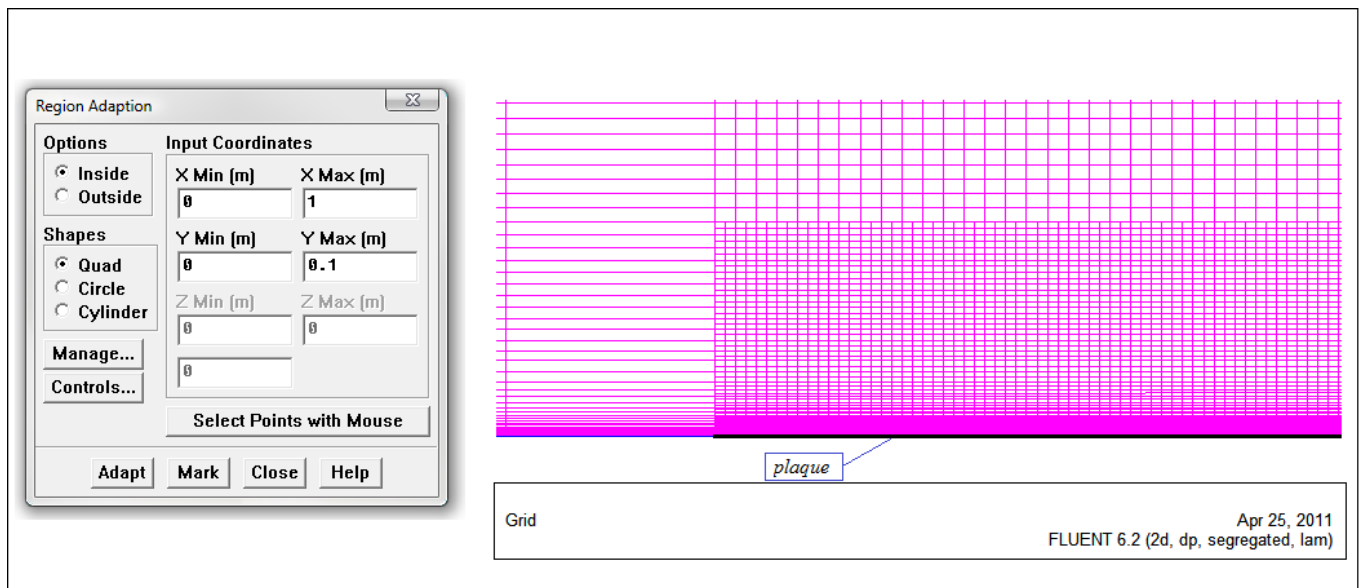 Region Adaption
Options
Inside
Outside
Shapes
Quad
Circle
Cylinder
Manage...
Controls...
Input Coordinates
X Min (m) X Max (m)
0 1
Y Min (m) Y Max (m)
0 0.1
Z Min (m) Z Max (m)
0 0
0
Select Points with Mouse
Adapt Mark Close Help
plaque
Grid Apr 25, 2011
FLUENT 6.2 (2d, dp, segregated, lam)